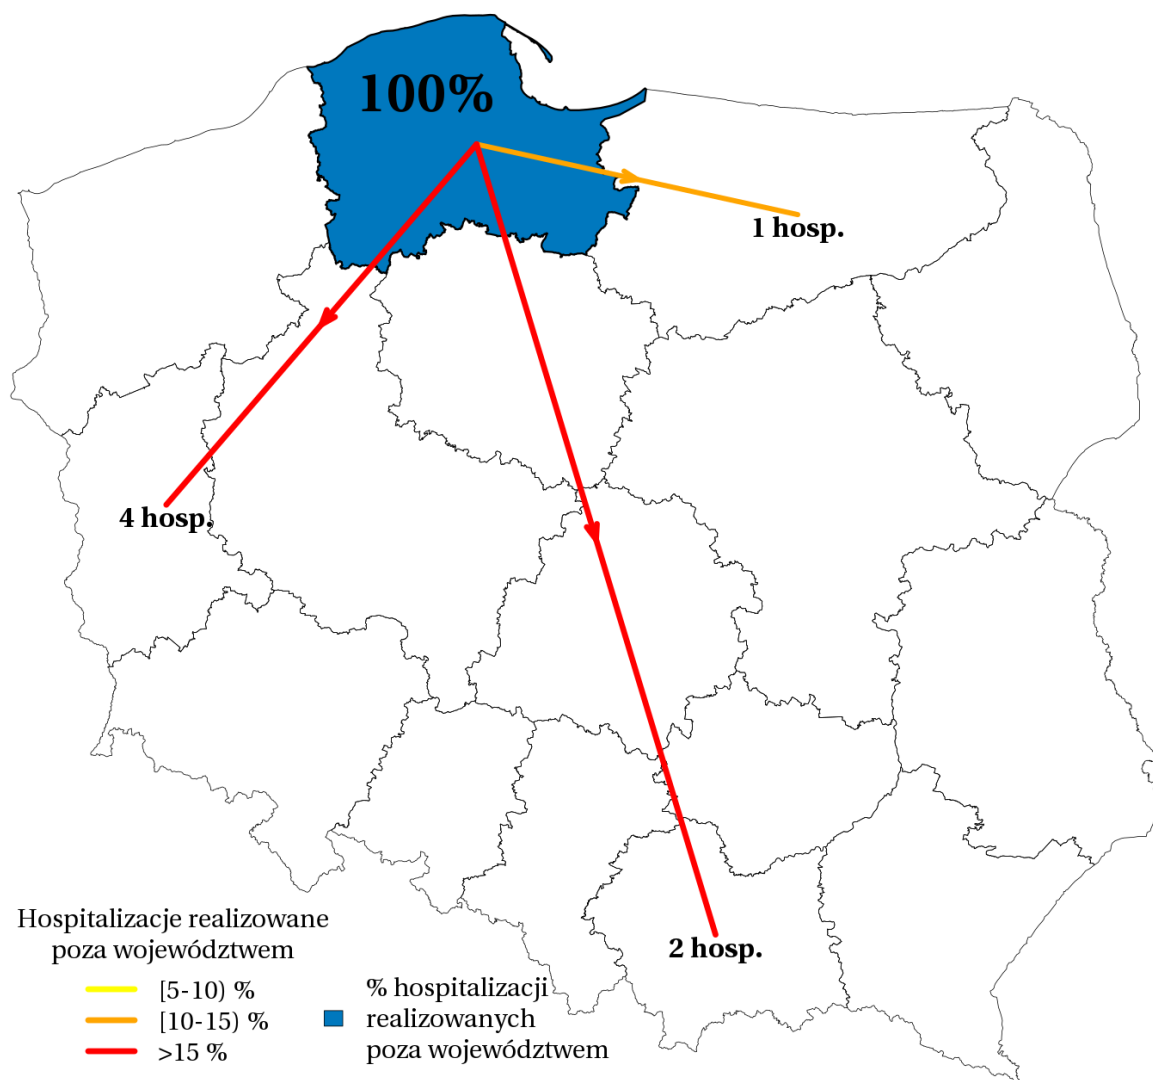 100%
1 hosp.
4 hosp.
2 hosp.
Hospitalizacje realizowane
poza województwem
[5-10) %
[10-15) %
>15 %
% hospitalizacji
realizowanych
poza województwem